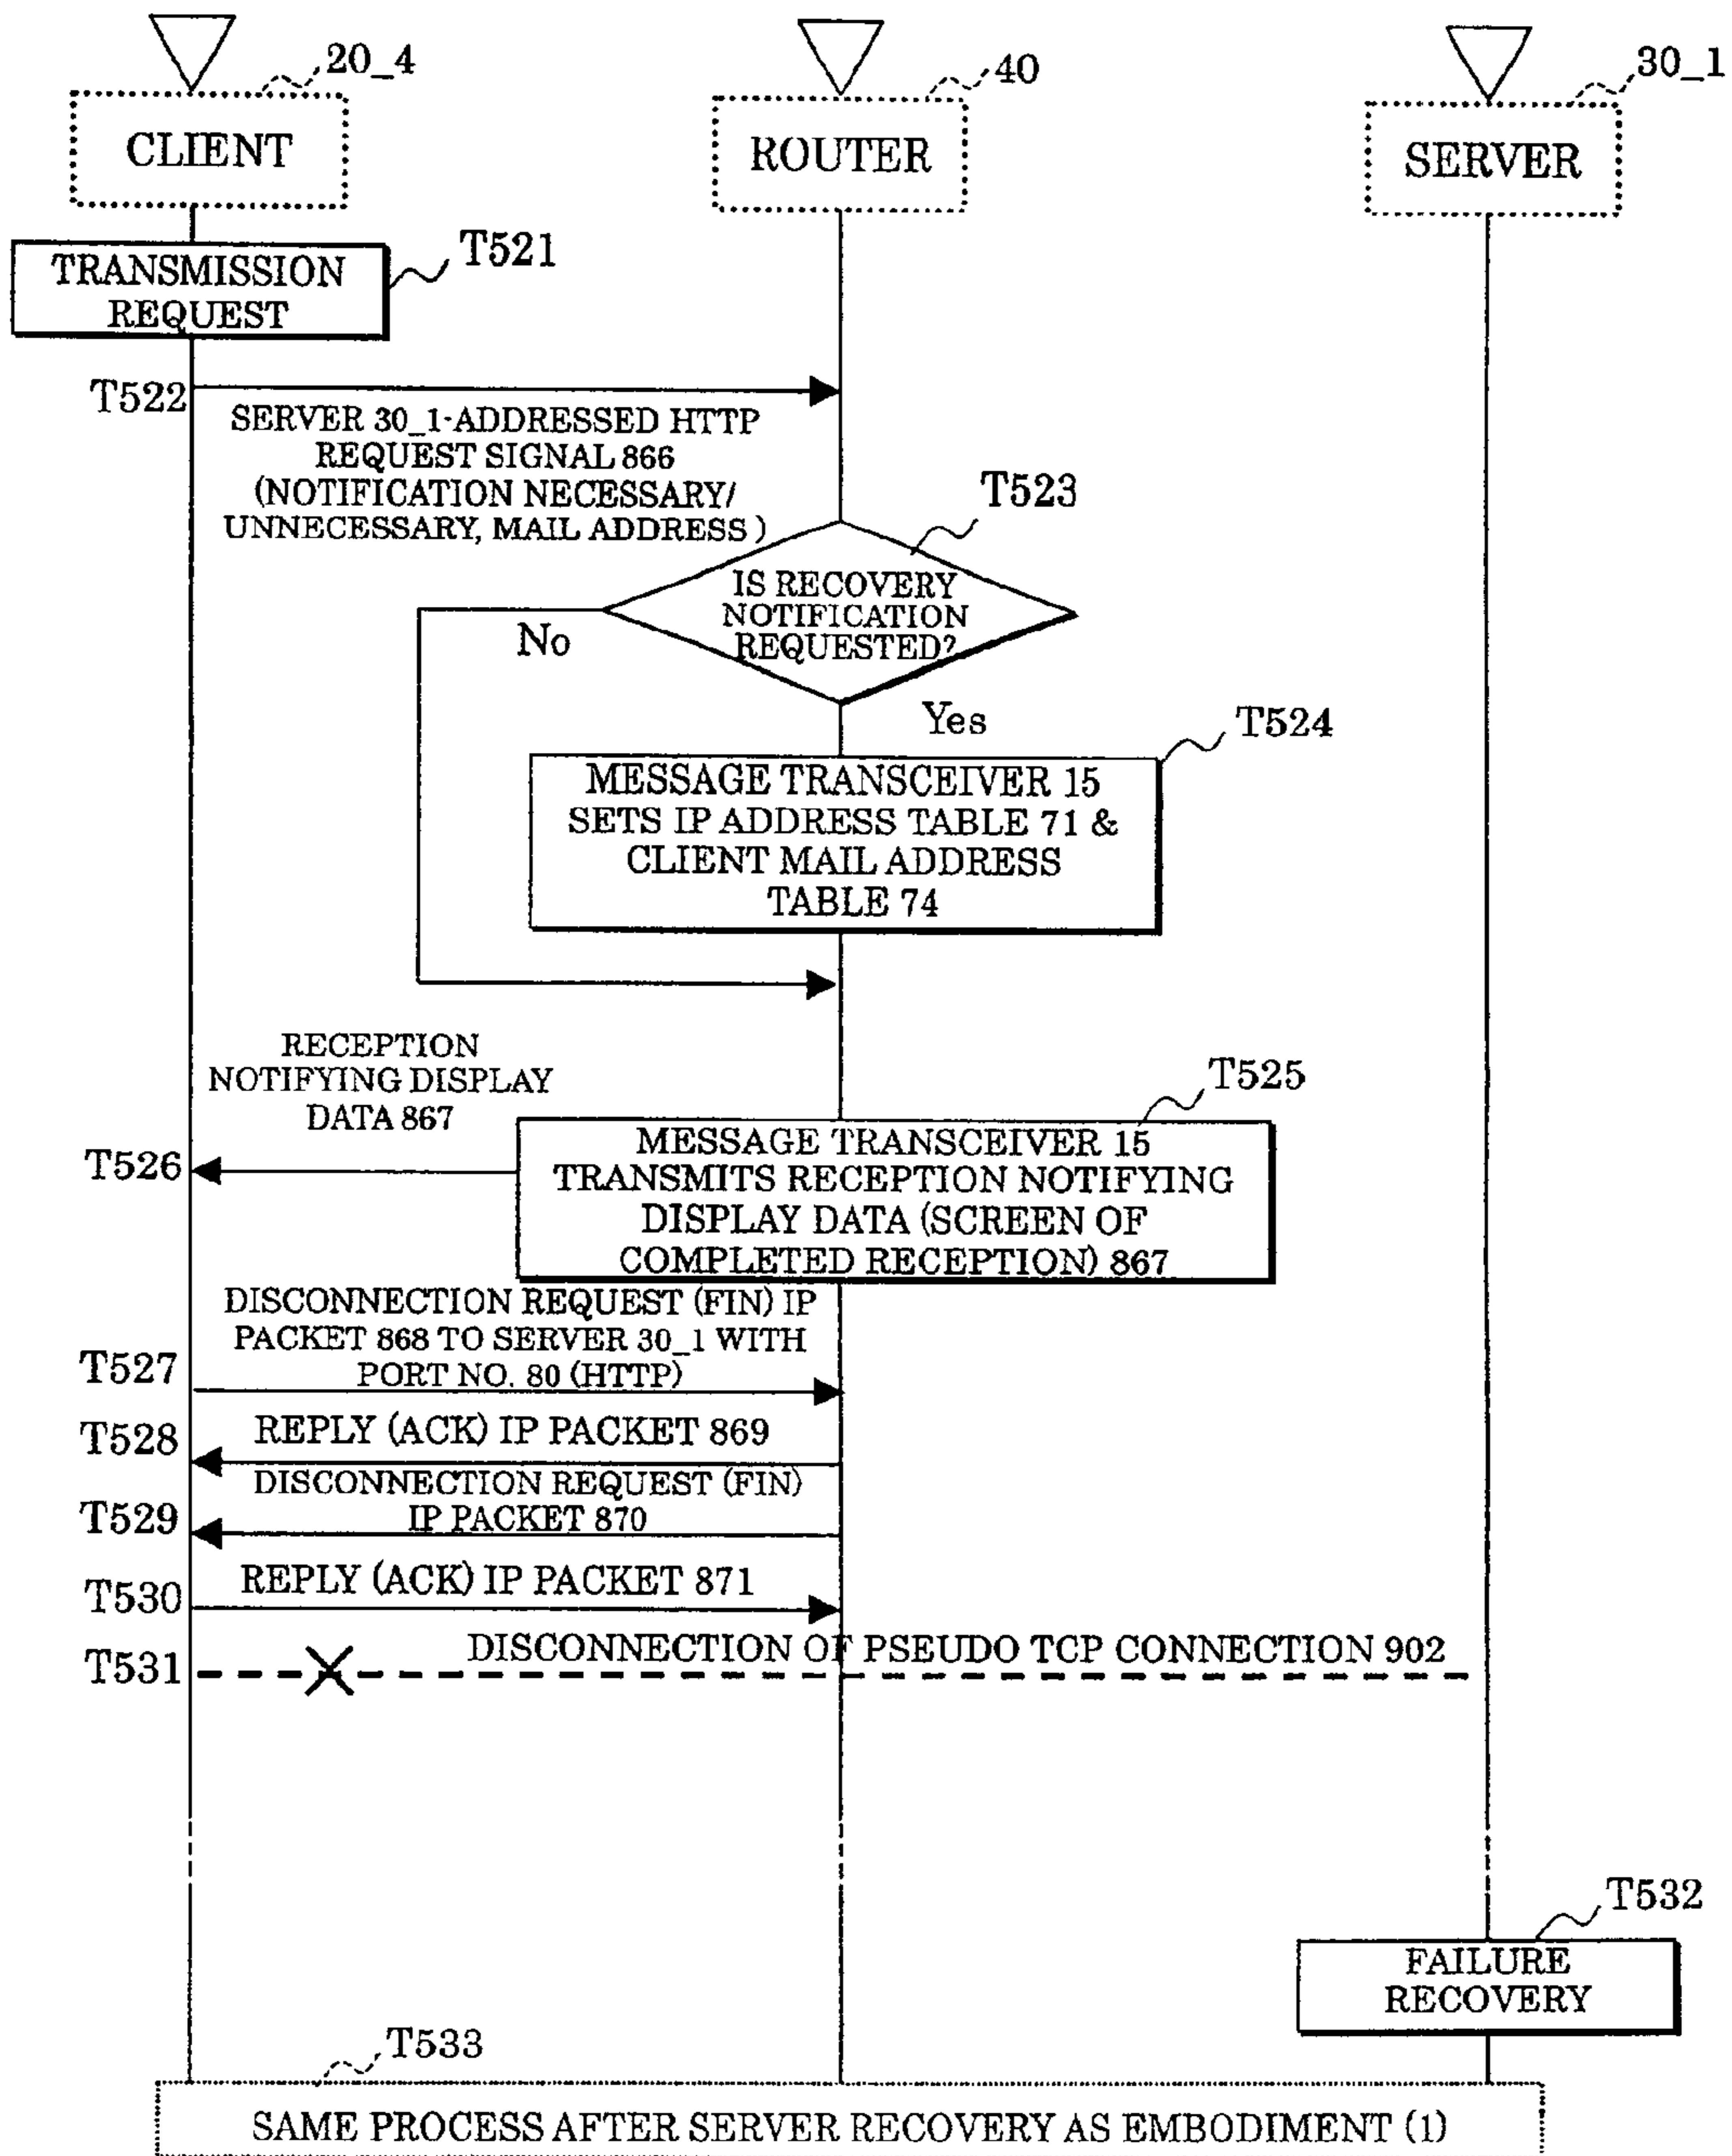 20_4
40
30_1
CLIENT
ROUTER
SERVER
T521
TRANSMISSION
REQUEST
T522
SERVER 30_1-ADDRESSED HTTP
REQUEST SIGNAL 866
(NOTIFICATION NECESSARY/
UNNECESSARY, MAIL ADDRESS )
T523
IS RECOVERY
NOTIFICATION
REQUESTED?
No
Yes
T524
MESSAGE TRANSCEIVER 15
SETS IP ADDRESS TABLE 71 &
CLIENT MAIL ADDRESS
TABLE 74
RECEPTION
NOTIFYING DISPLAY
DATA 867
T525
T526
MESSAGE TRANSCEIVER 15
TRANSMITS RECEPTION NOTIFYING
DISPLAY DATA (SCREEN OF
COMPLETED RECEPTION) 867
DISCONNECTION REQUEST (FIN) IP
PACKET 868 TO SERVER 30_1 WITH
PORT NO. 80 (HTTP)
T527
T528
REPLY (ACK) IP PACKET 869
DISCONNECTION REQUEST (FIN)
IP PACKET 870
T529
REPLY (ACK) IP PACKET 871
T530
DISCONNECTION OF PSEUDO TCP CONNECTION 902
T531
T532
FAILURE
RECOVERY
T533
SAME PROCESS AFTER SERVER RECOVERY AS EMBODIMENT (1)